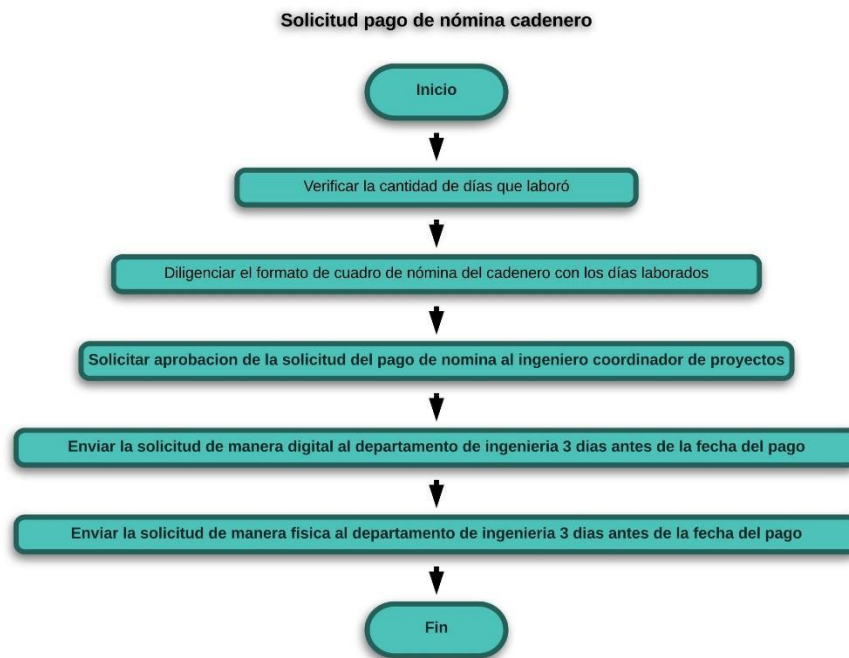 Solicitud pago de nómina cadenero
Inicio
Verificar la cantidad de días que laboró
Diligenciar el formato de cuadro de nómina del cadenero con los días laborados
Solicitar aprobacion de la solicitud del pago de nomina al ingeniero coordinador de proyectos
Enviar la solicitud de manera digital al departamento de ingenieria 3 dias antes de la fecha del pago
Enviar la solicitud de manera fisica al departamento de ingenieria 3 dias antes de la fecha del pago
Fin